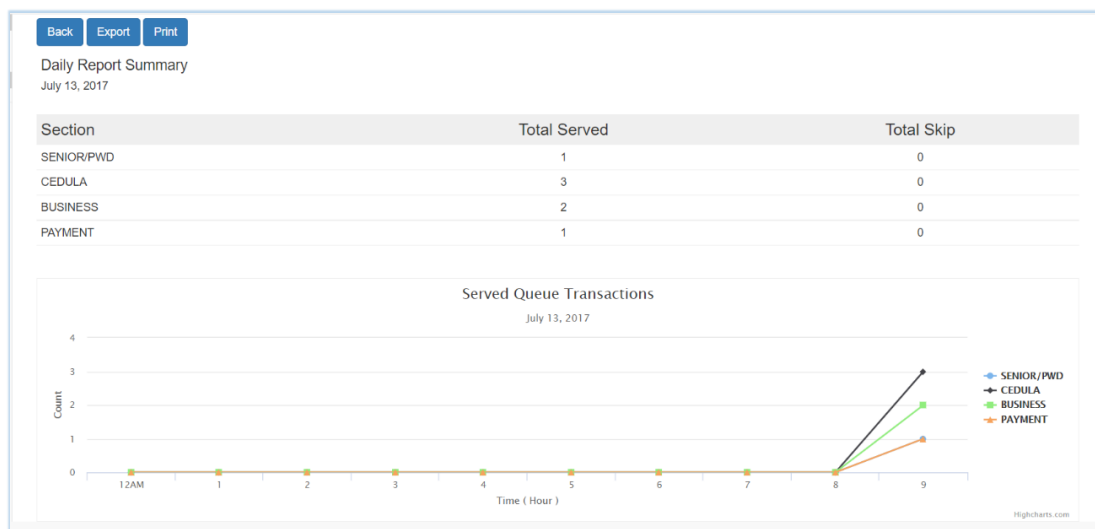 Back Export Print
Daily Report Summary
July 13, 2017
Section Total Served Total Skip
SENIOR/PWD 1 0
CEDULA 3 0
BUSINESS 2 0
PAYMENT 1 0
Served Queue Transactions
July 13, 2017
4
3
2
1
0
Count
12AM 1 2 3 4 5 6 7 8 9
Time ( Hour )
SENIOR/PWD
CEDULA
BUSINESS
PAYMENT
Highcharts.com